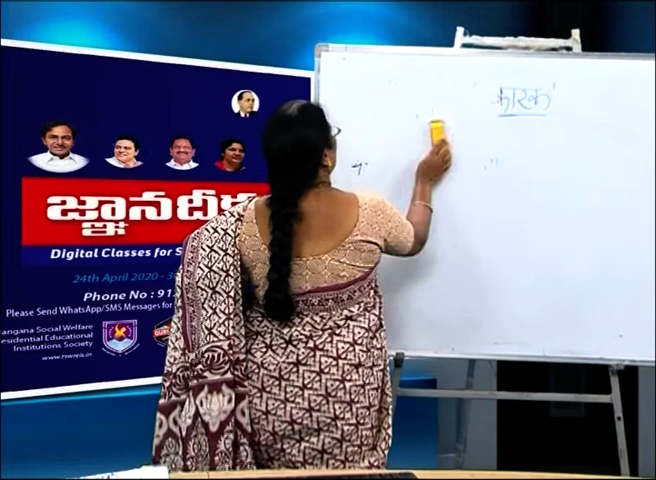 कारक
జ్ఞానదీ
Digital Classes for S
24th April 2020 - 3
Phone No : 91
Please Send WhatsApp/SMS Messages for
angana Social Welfare
esidential Educational
Institutions Society
www.tswreis.in